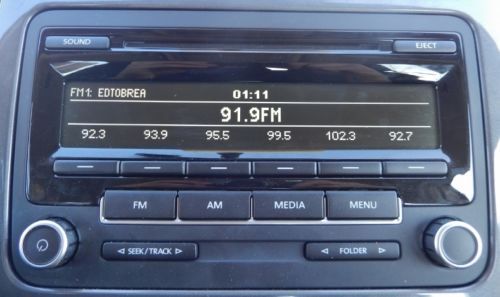 SOUND
EJECT
FM1: EDTOBREA 01:11
91.9FM
92.3 93.9 95.5 99.5 102.3 92.7
FM AM MEDIA MENU
SEEK/TRACK FOLDER